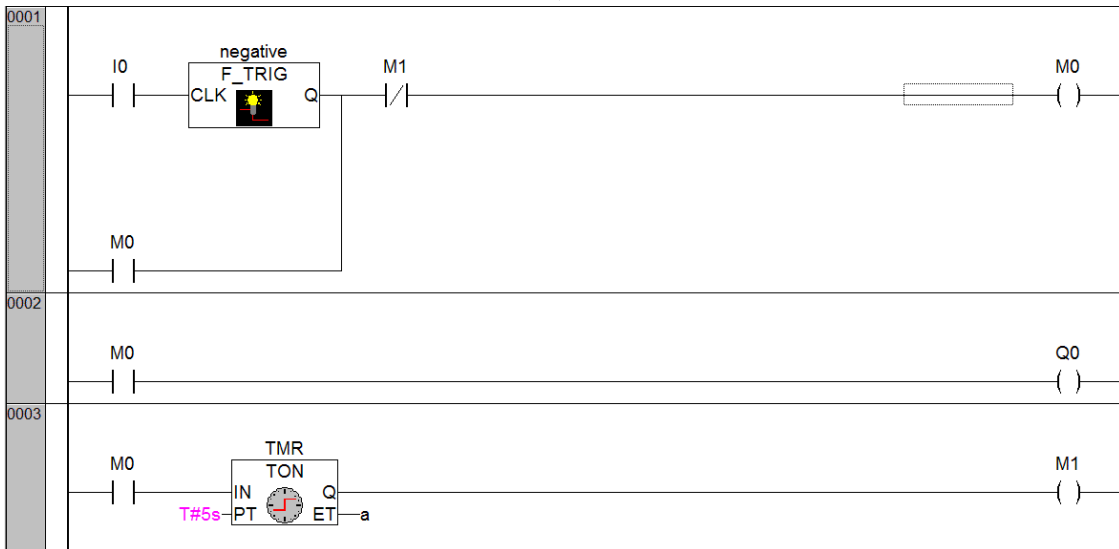 0001
negative
I0 F_TRIG M1 M0
CLK Q
M0
0002
M0 Q0
0003
TMR
M0 TON M1
IN Q
T#5s PT ET a